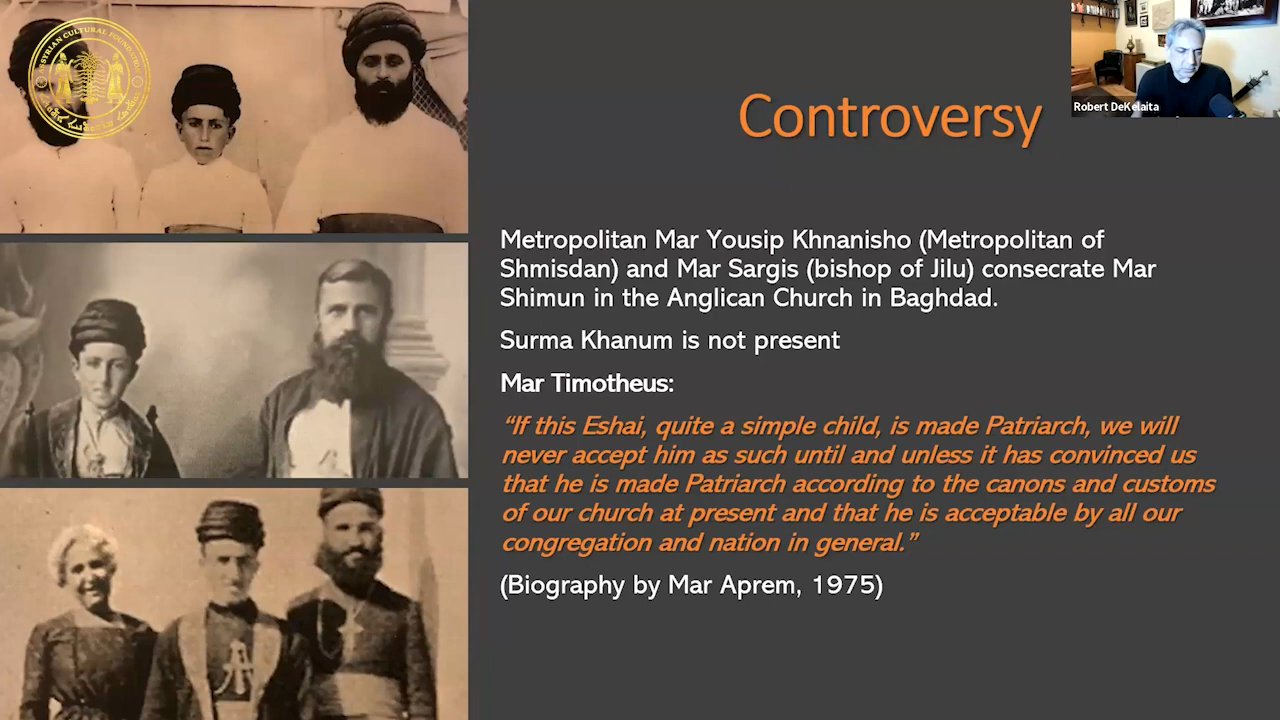 ASSYRIAN CULTURAL FOUNDATION
Robert DeKelaita
Controversy
Metropolitan Mar Yousip Khnanisho (Metropolitan of
Shmisdan) and Mar Sargis (bishop of Jilu) consecrate Mar
Shimun in the Anglican Church in Baghdad.
Surma Khanum is not present
Mar Timotheus:
“If this Eshai, quite a simple child, is made Patriarch, we will
never accept him as such until and unless it has convinced us
that he is made Patriarch according to the canons and customs
of our church at present and that he is acceptable by all our
congregation and nation in general.”
(Biography by Mar Aprem, 1975)